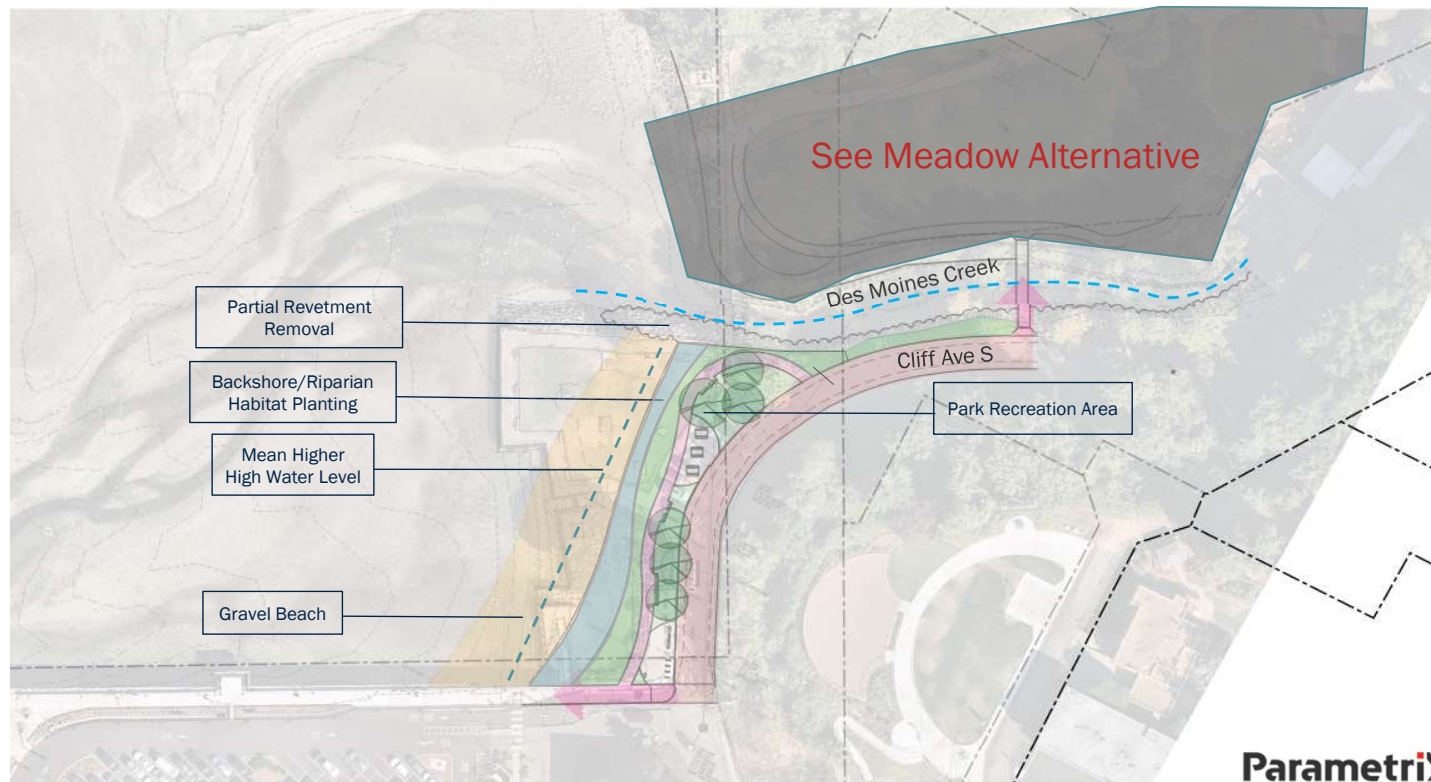 See Meadow Alternative
Des Moines Creek
Partial Revetment
Removal
Cliff Ave S
Backshore/Riparian
Habitat Planting
Park Recreation Area
Mean Higher
High Water Level
Gravel Beach